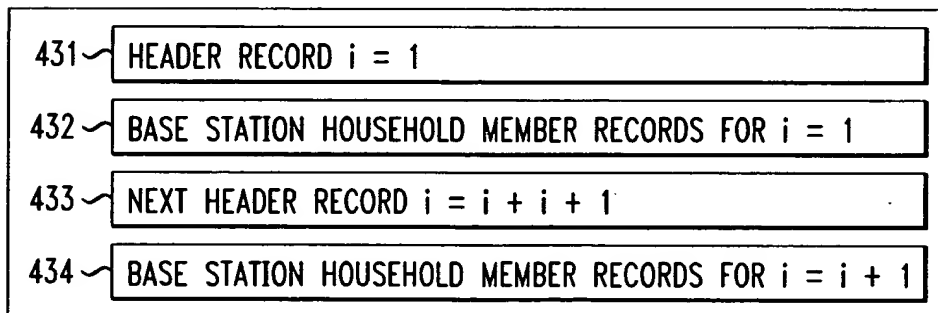 431 HEADER RECORD i = 1
432 BASE STATION HOUSEHOLD MEMBER RECORDS FOR i = 1
433 NEXT HEADER RECORD i = i + i + 1
434 BASE STATION HOUSEHOLD MEMBER RECORDS FOR i = i + 1